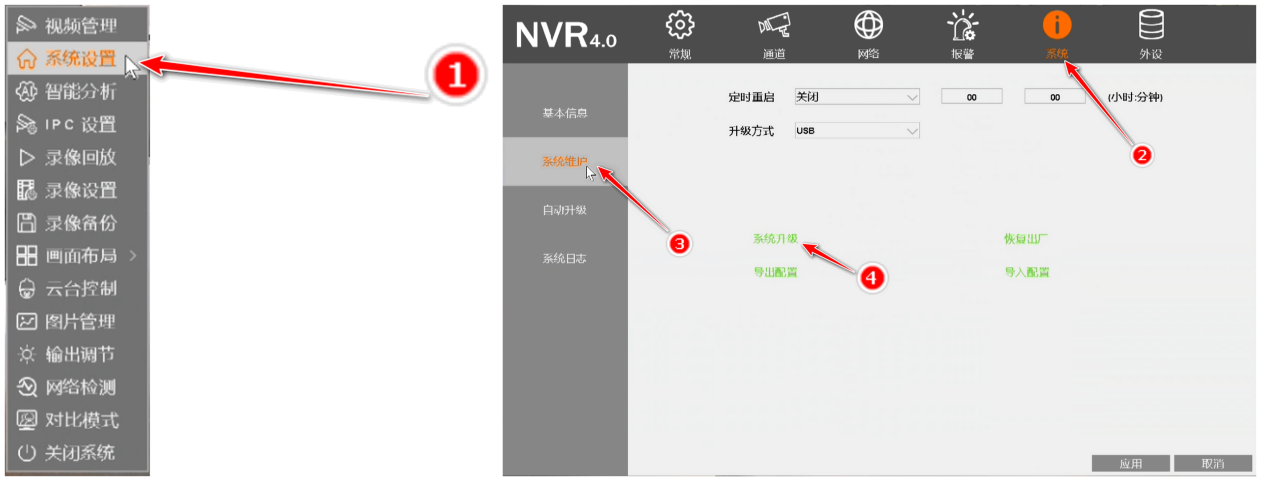 视频管理
系统设置
智能分析
IPC 设置
录像回放
录像设置
录像备份
画面布局 >
云台控制
图片管理
输出调节
网络检测
对比模式
关闭系统
1
NVR4.0
常规 通道 网络 报警 系统 外设
基本信息
系统维护
自动升级
系统日志
定时重启 关闭 00 00 (小时:分钟)
升级方式 USB
2
3
系统升级 恢复出厂
导出配置 导入配置
4
应用 取消